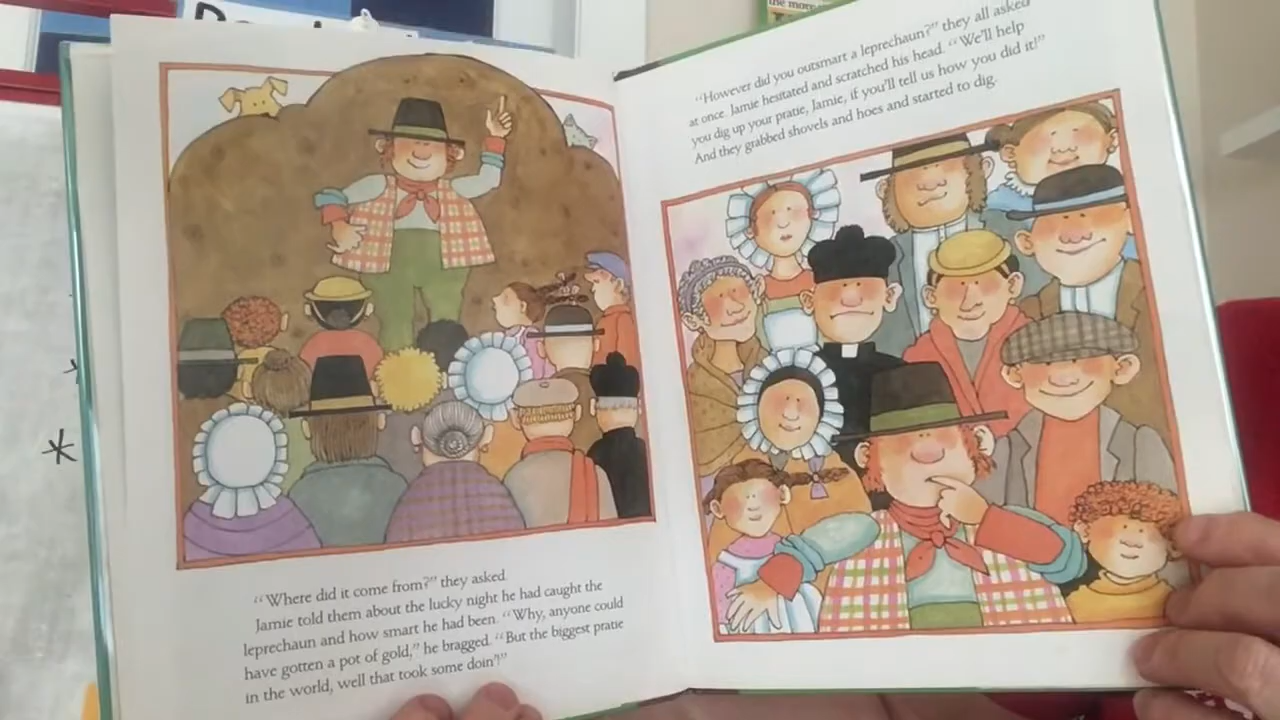 “Where did it come from?” they asked.
Jamie told them about the lucky night he had caught the
leprechaun and how smart he had been. “Why, anyone could
have gotten a pot of gold,” he bragged. “But the biggest pratie
in the world, well that took some doin’!”
“However did you outsmart a leprechaun?” they all asked
at once. Jamie hesitated and scratched his head. “We’ll help
you dig up your pratie, Jamie, if you’ll tell us how you did it!”
And they grabbed shovels and hoes and started to dig.
use the more